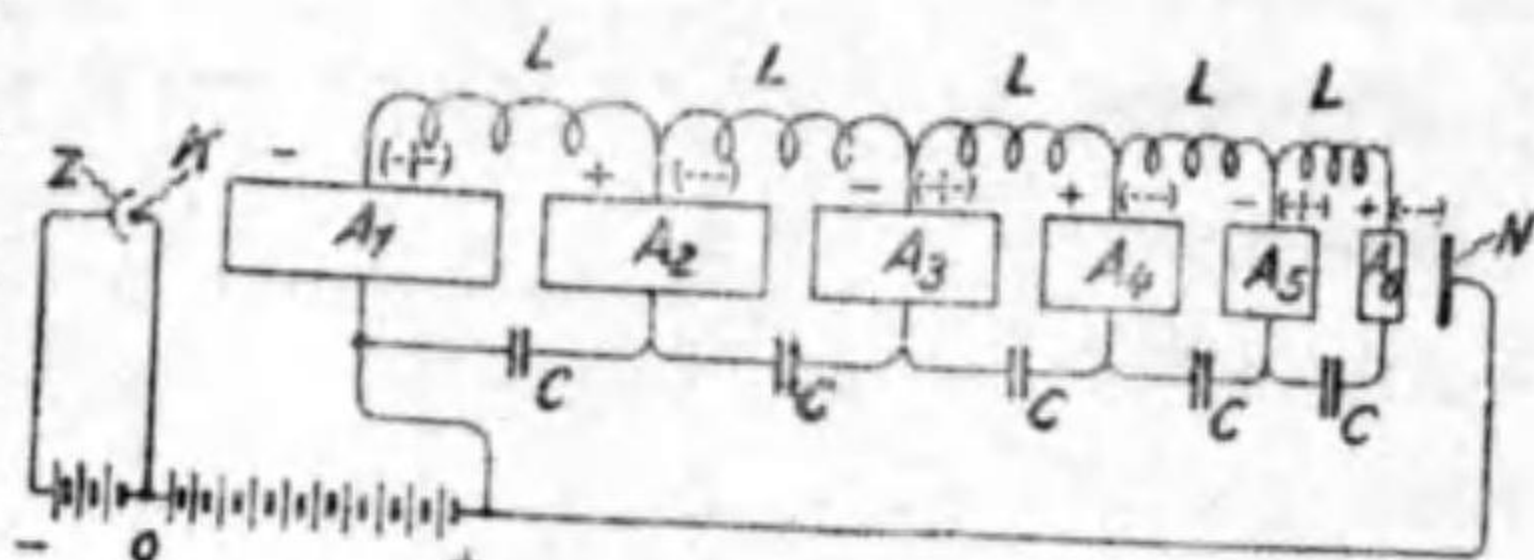 L L L L L
Z K - (-|-) + (---) - (-|-) + (---) - (-|-) + (---)
A1 A2 A3 A4 A5 A6 N
C C C C C
- 0 +